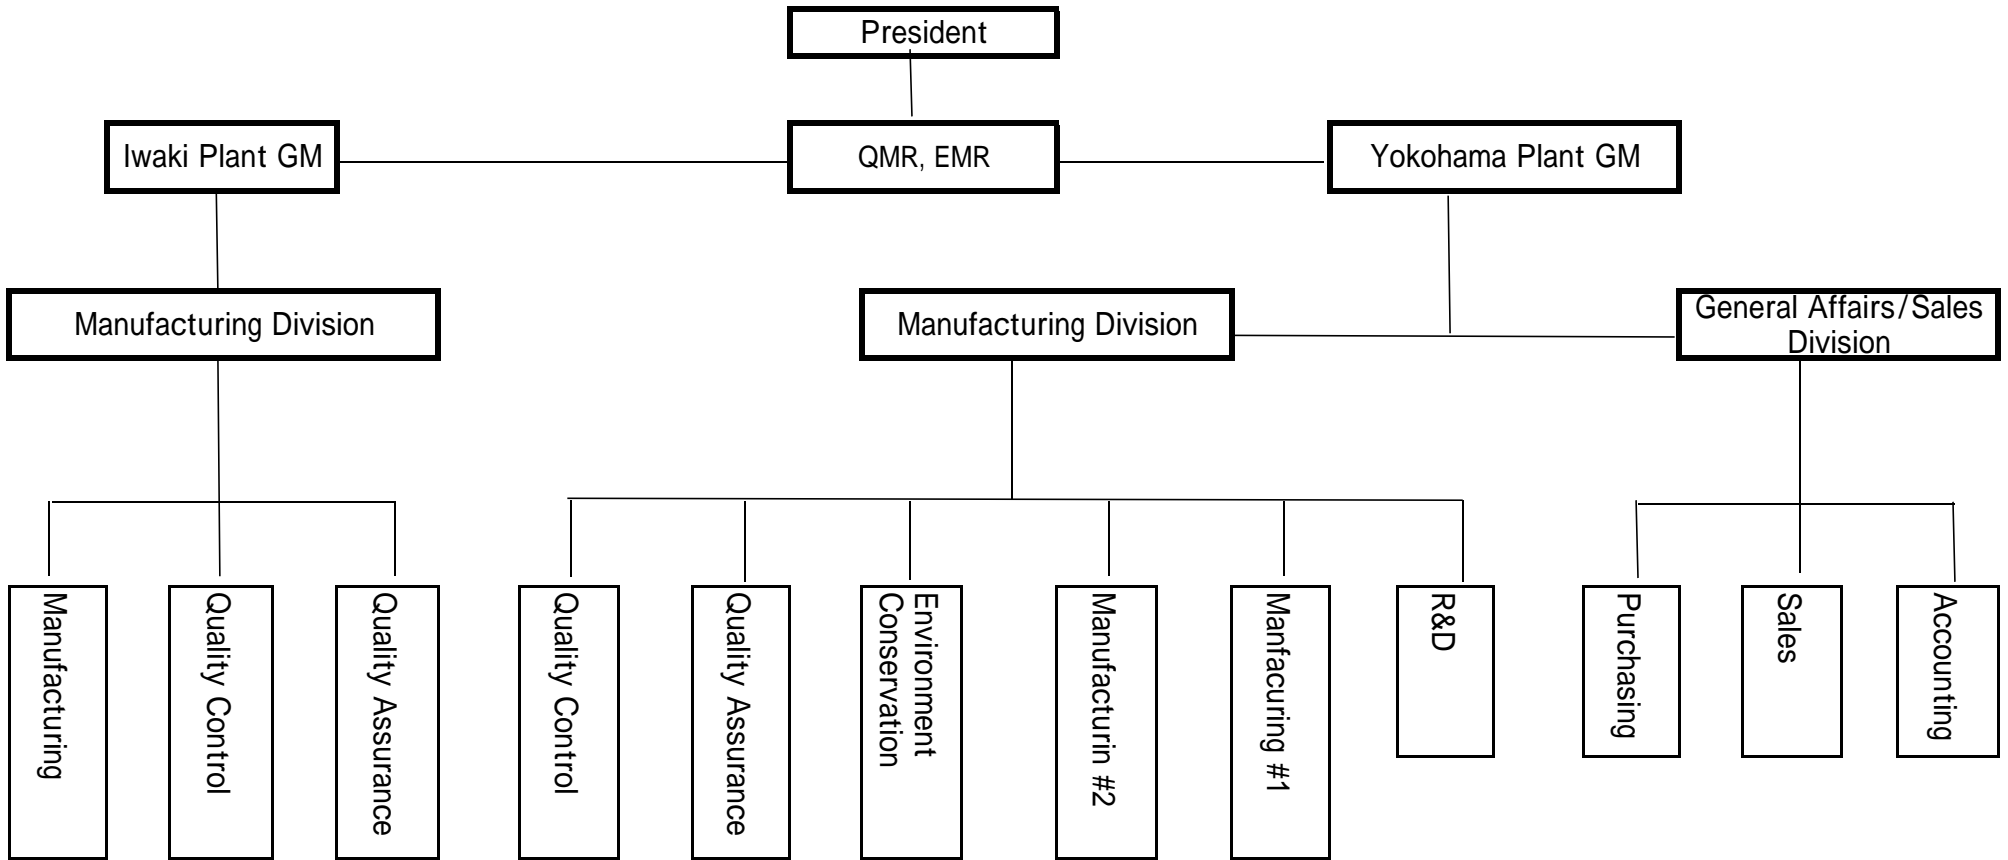 President
Iwaki Plant GM
QMR, EMR
Yokohama Plant GM
Manufacturing Division
Manufacturing Division
General Affairs/Sales
Division
Manufacturing
Quality Control
Quality Assurance
Quality Control
Quality Assurance
Environment
Conservation
Manufacturin #2
Manfacuring #1
R&D
Purchasing
Sales
Accounting